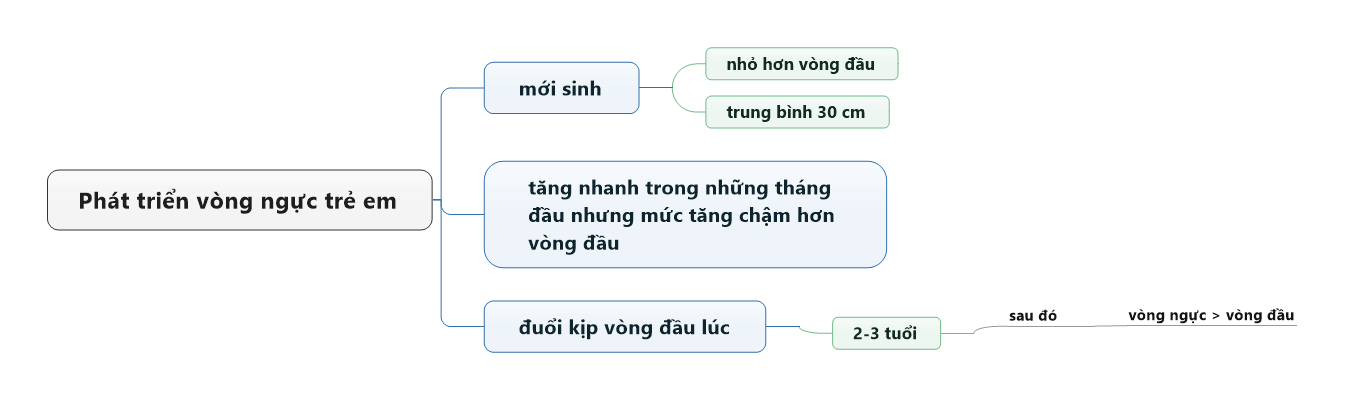 Phát triển vòng ngực trẻ em
mới sinh
nhỏ hơn vòng đầu
trung bình 30 cm
tăng nhanh trong những tháng
đầu nhưng mức tăng chậm hơn
vòng đầu
đuổi kịp vòng đầu lúc
2-3 tuổi
sau đó
vòng ngực > vòng đầu